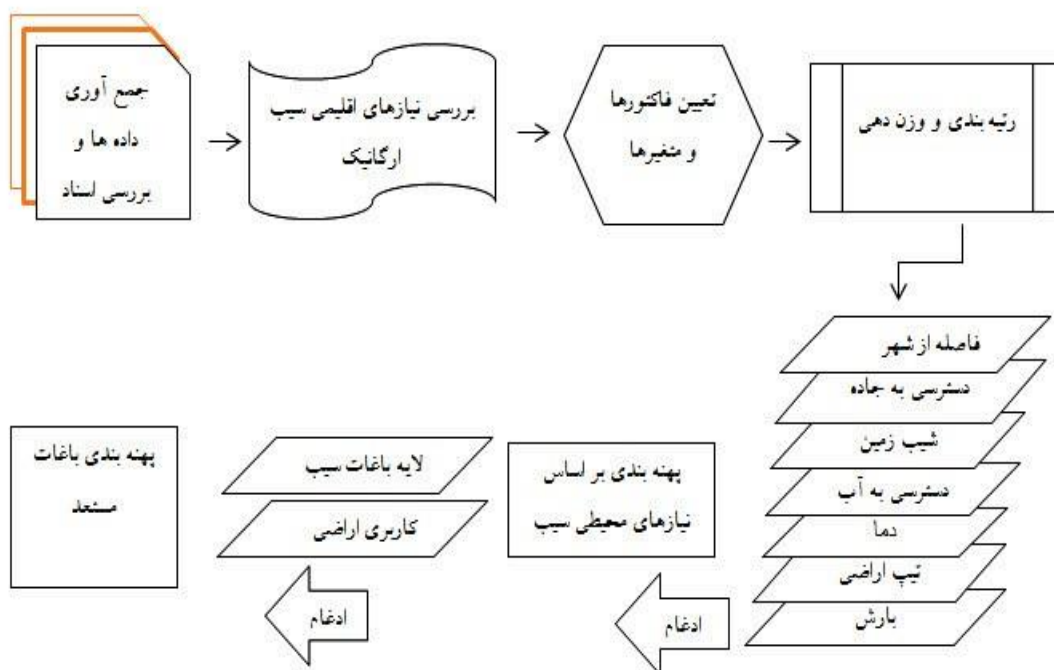 جمع آوری
داده ها و
بررسی اسناد
بررسی نیازهای اقلیمی سیب
ارگانیک
تعیین فاکتورها
و متغیرها
رتبه بندی و وزن دهی
فاصله از شهر
دسترسی به جاده
شیب زمین
دسترسی به آب
دما
تیپ اراضی
بارش
ادغام
پهنه بندی بر اساس
نیازهای محیطی سیب
لایه باغات سیب
کاربری اراضی
ادغام
پهنه بندی باغات
مستعد